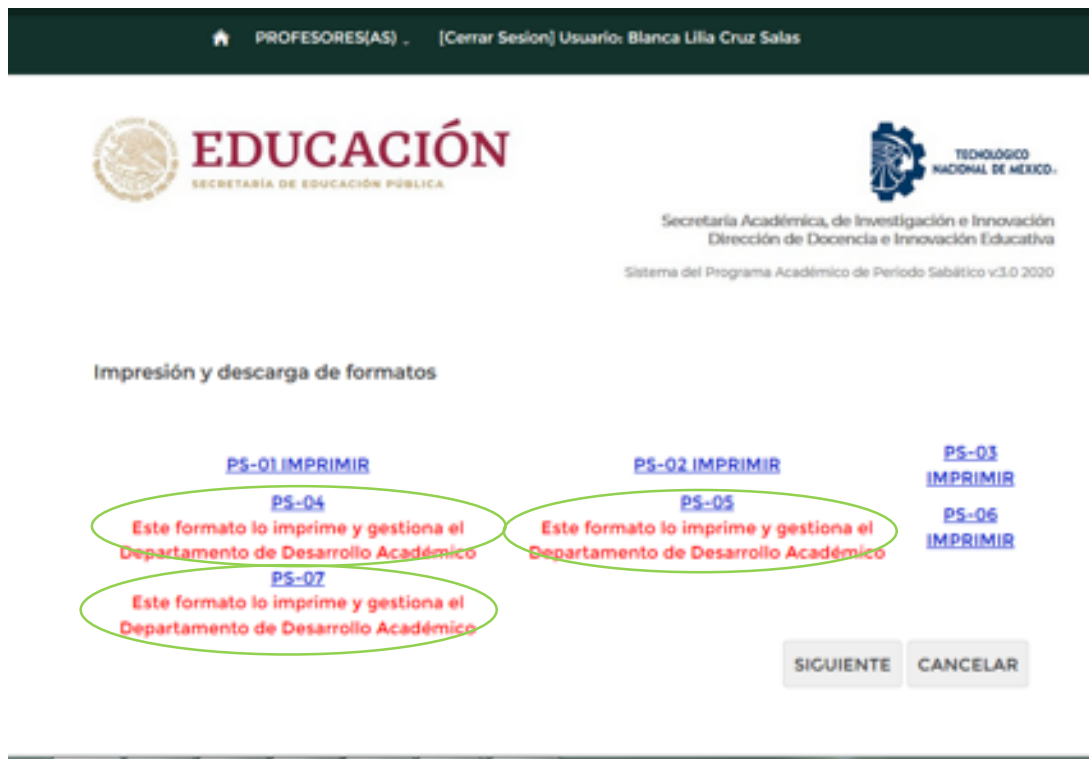 PROFESORES(AS) [Cerrar Sesion] Usuario: Blanca Lilia Cruz Salas
EDUCACIÓN
SECRETARÍA DE EDUCACIÓN PÚBLICA
TECNOLÓGICO
NACIONAL DE MÉXICO
Secretaría Académica, de Investigación e Innovación
Dirección de Docencia e Innovación Educativa
Sistema del Programa Académico de Periodo Sabático v:3.0 2020
Impresión y descarga de formatos
PS-01 IMPRIMIR
PS-02 IMPRIMIR
PS-03
IMPRIMIR
PS-04
Este formato lo imprime y gestiona el
Departamento de Desarrollo Académico
PS-05
Este formato lo imprime y gestiona el
Departamento de Desarrollo Académico
PS-06
IMPRIMIR
PS-07
Este formato lo imprime y gestiona el
Departamento de Desarrollo Académico
SIGUIENTE CANCELAR